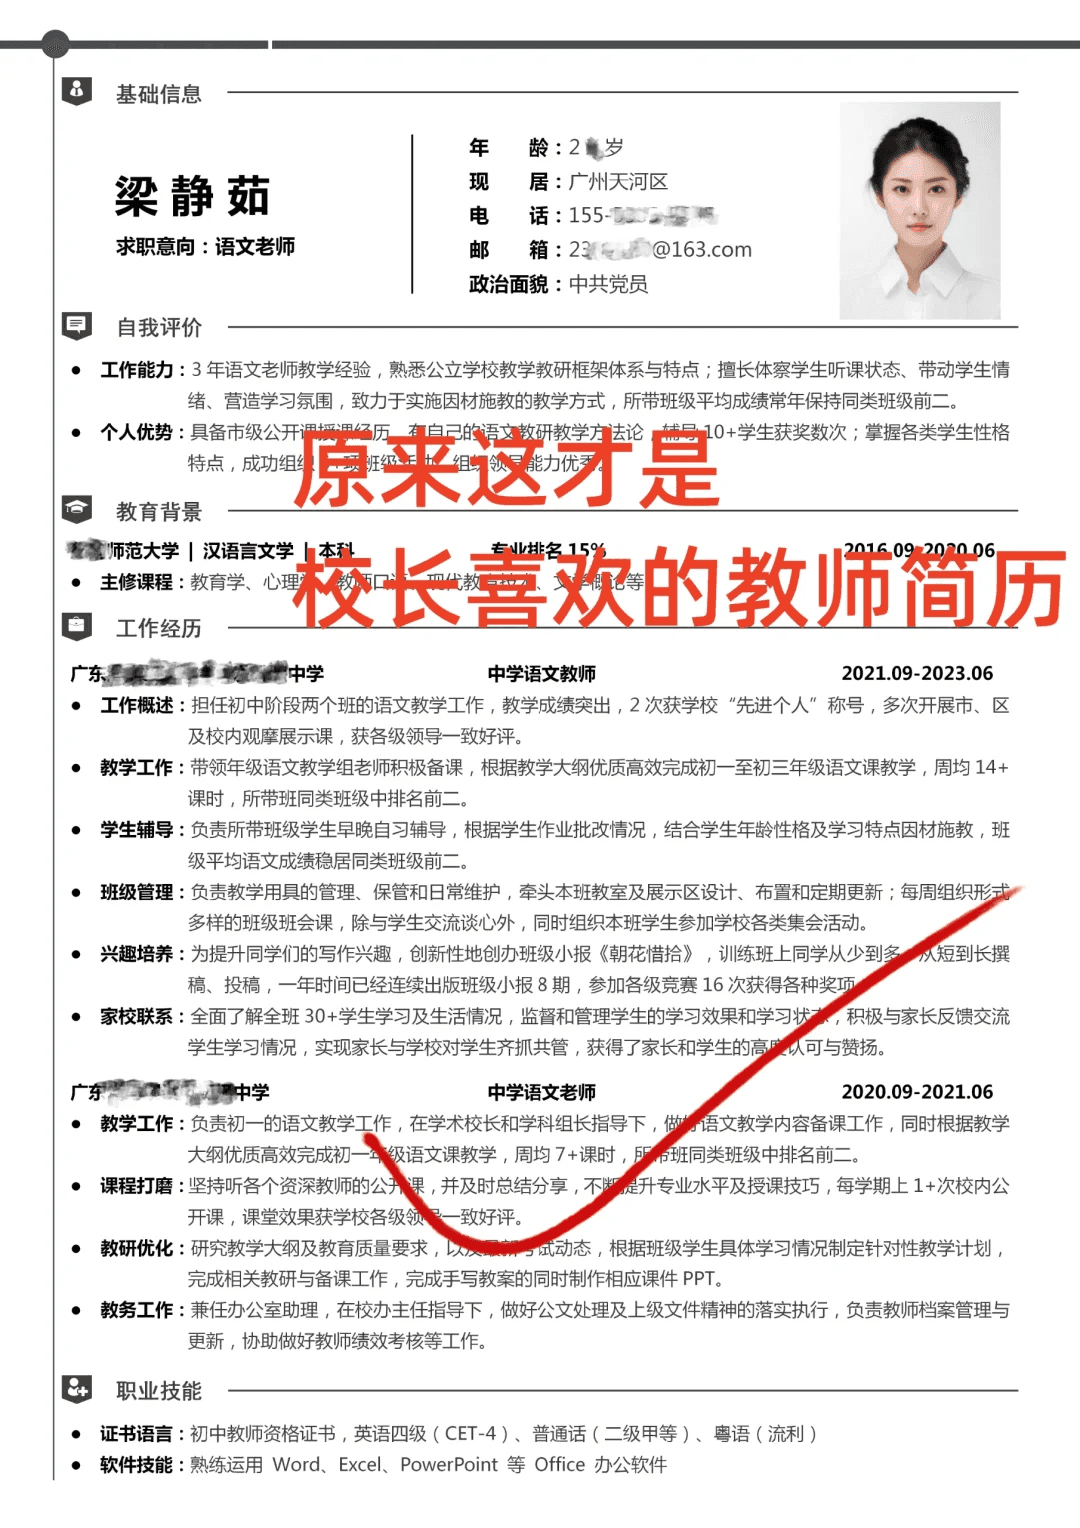 基础信息
梁静茹
求职意向：语文老师
年 龄：2 岁
现 居：广州天河区
电 话：155-
邮 箱：23 @163.com
政治面貌：中共党员
自我评价
工作能力：3 年语文老师教学经验，熟悉公立学校教学教研框架体系与特点；擅长体察学生听课状态、带动学生情
绪、营造学习氛围，致力于实施因材施教的教学方式，所带班级平均成绩常年保持同类班级前二。
个人优势：具备市级公开课授课经历，有自己的语文教研教学方法论，辅导 10+学生获奖数次；掌握各类学生性格
特点，成功组织 项班级活动，组织领导能力优秀。
原来这才是
教育背景
师范大学 | 汉语言文学 | 本科 专业排名 15% 2016.09-2020.06
主修课程：教育学、心理学、教师口语、现代教育技术、文学概论等
校长喜欢的教师简历
工作经历
广东 中学 中学语文教师 2021.09-2023.06
工作概述：担任初中阶段两个班的语文教学工作，教学成绩突出，2 次获学校“先进个人”称号，多次开展市、区
及校内观摩展示课，获各级领导一致好评。
教学工作：带领年级语文教学组老师积极备课，根据教学大纲优质高效完成初一至初三年级语文课教学，周均 14+
课时，所带班同类班级中排名前二。
学生辅导：负责所带班级学生早晚自习辅导，根据学生作业批改情况，结合学生年龄性格及学习特点因材施教，班
级平均语文成绩稳居同类班级前二。
班级管理：负责教学用具的管理、保管和日常维护，牵头本班教室及展示区设计、布置和定期更新；每周组织形式
多样的班级班会课，除与学生交流谈心外，同时组织本班学生参加学校各类集会活动。
兴趣培养：为提升同学们的写作兴趣，创新性地创办班级小报《朝花惜拾》，训练班上同学从少到多、从短到长撰
稿、投稿，一年时间已经连续出版班级小报 8 期，参加各级竞赛 16 次获得各种奖项。
家校联系：全面了解全班 30+学生学习及生活情况，监督和管理学生的学习效果和学习状态，积极与家长反馈交流
学生学习情况，实现家长与学校对学生齐抓共管，获得了家长和学生的高度认可与赞扬。
广东 中学 中学语文老师 2020.09-2021.06
教学工作：负责初一的语文教学工作，在学术校长和学科组长指导下，做好语文教学内容备课工作，同时根据教学
大纲优质高效完成初一年级语文课教学，周均 7+课时，所带班同类班级中排名前二。
课程打磨：坚持听各个资深教师的公开课，并及时总结分享，不断提升专业水平及授课技巧，每学期上 1+次校内公
开课，课堂效果获学校各级领导一致好评。
教研优化：研究教学大纲及教育质量要求，以及最新考试动态，根据班级学生具体学习情况制定针对性教学计划，
完成相关教研与备课工作，完成手写教案的同时制作相应课件 PPT。
教务工作：兼任办公室助理，在校办主任指导下，做好公文处理及上级文件精神的落实执行，负责教师档案管理与
更新，协助做好教师绩效考核等工作。
职业技能
证书语言：初中教师资格证书，英语四级（CET-4）、普通话（二级甲等）、粤语（流利）
软件技能：熟练运用 Word、Excel、PowerPoint 等 Office 办公软件